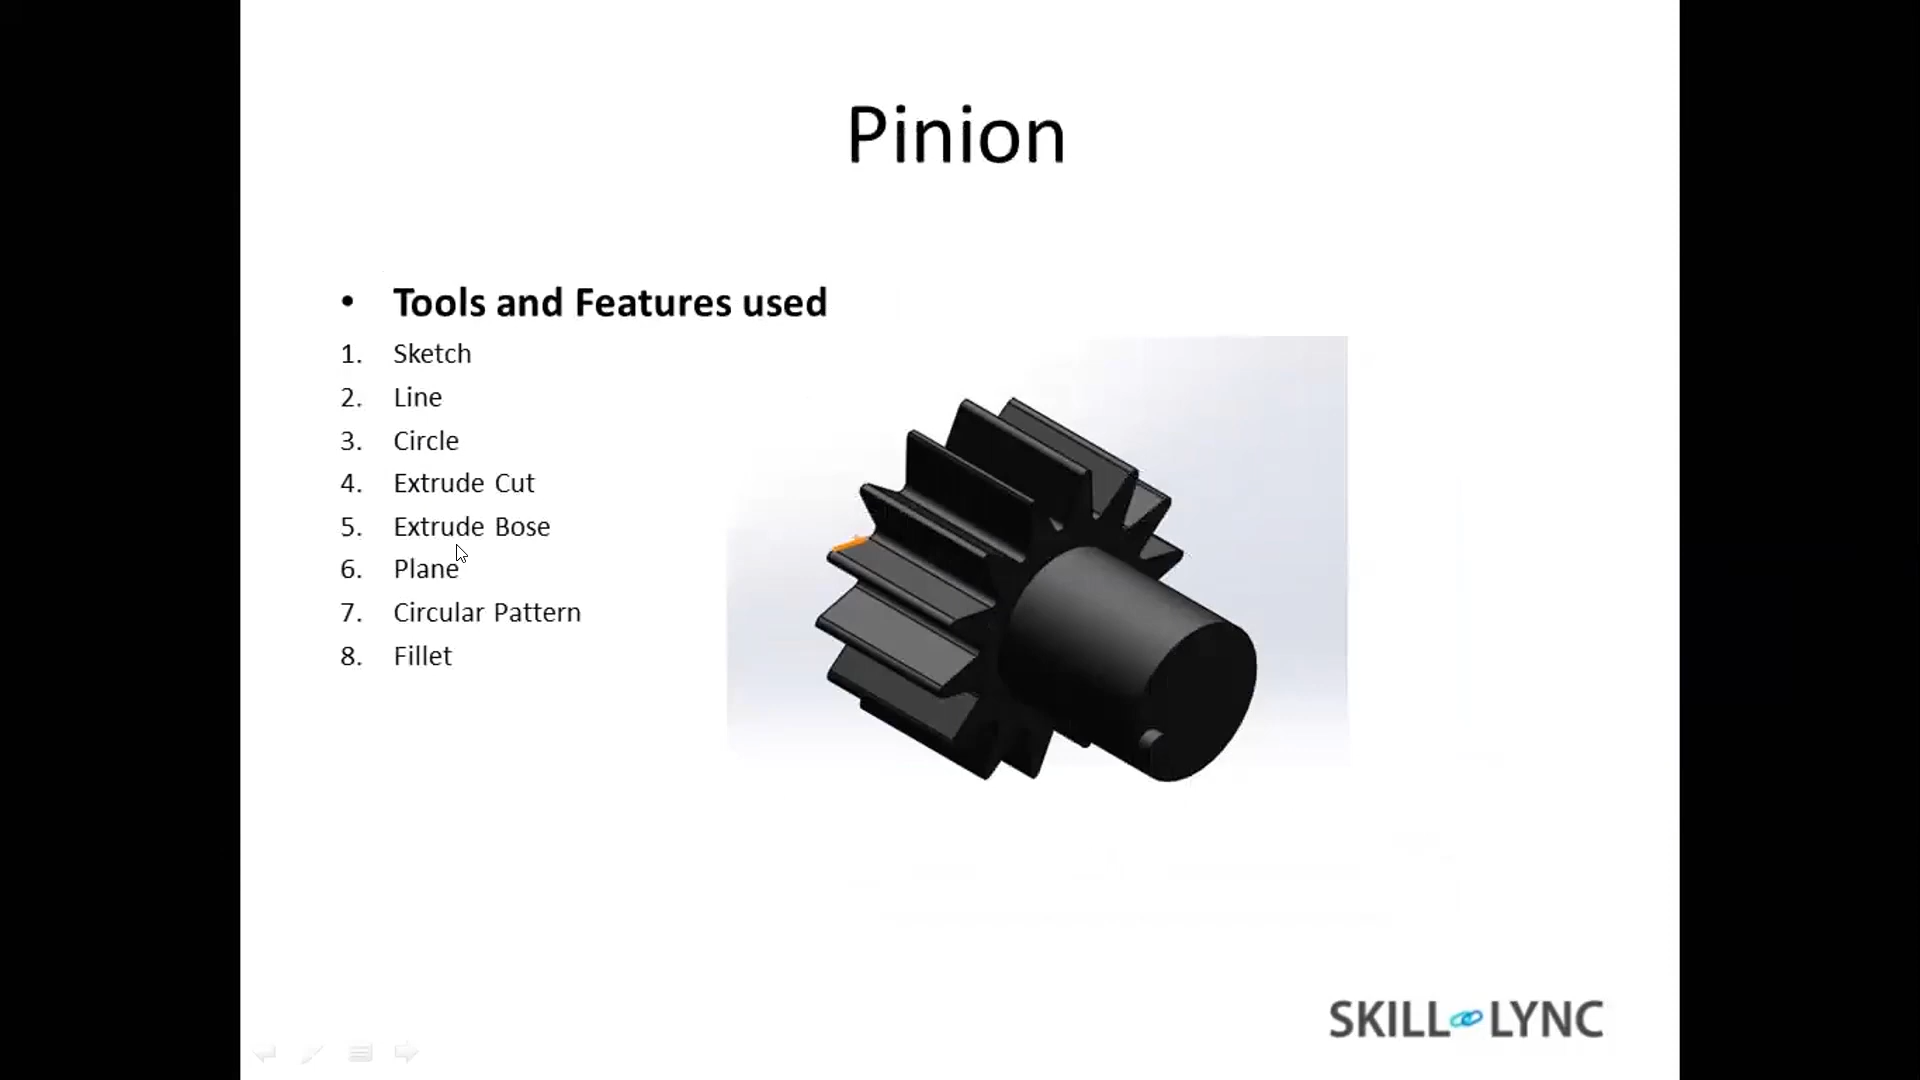 Pinion
• Tools and Features used
1. Sketch
2. Line
3. Circle
4. Extrude Cut
5. Extrude Bose
6. Plane
7. Circular Pattern
8. Fillet
SKILL LYNC